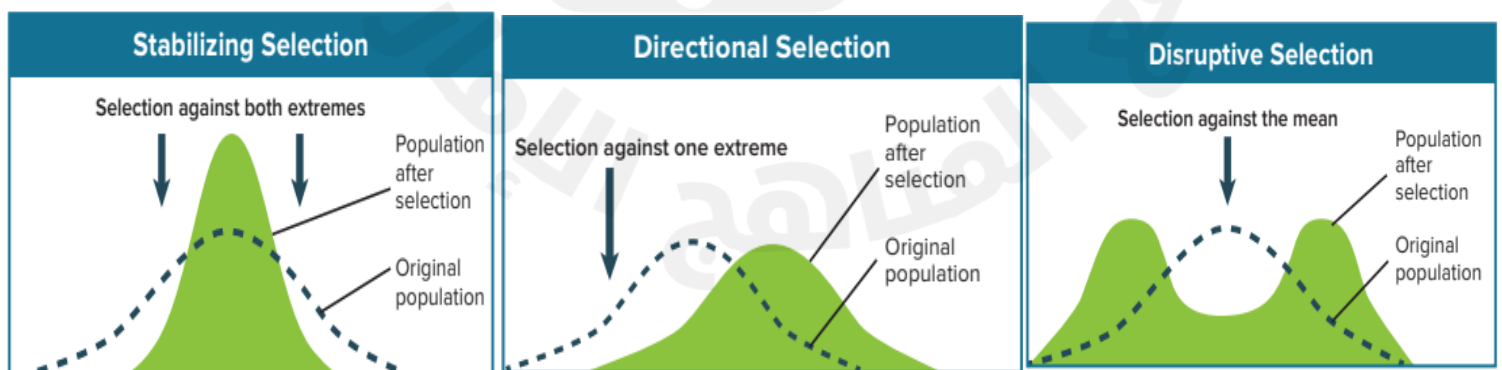 Stabilizing Selection
Selection against both extremes
Population
after
selection
Original
population
Directional Selection
Selection against one extreme
Population
after
selection
Original
population
Disruptive Selection
Selection against the mean
Population
after
selection
Original
population